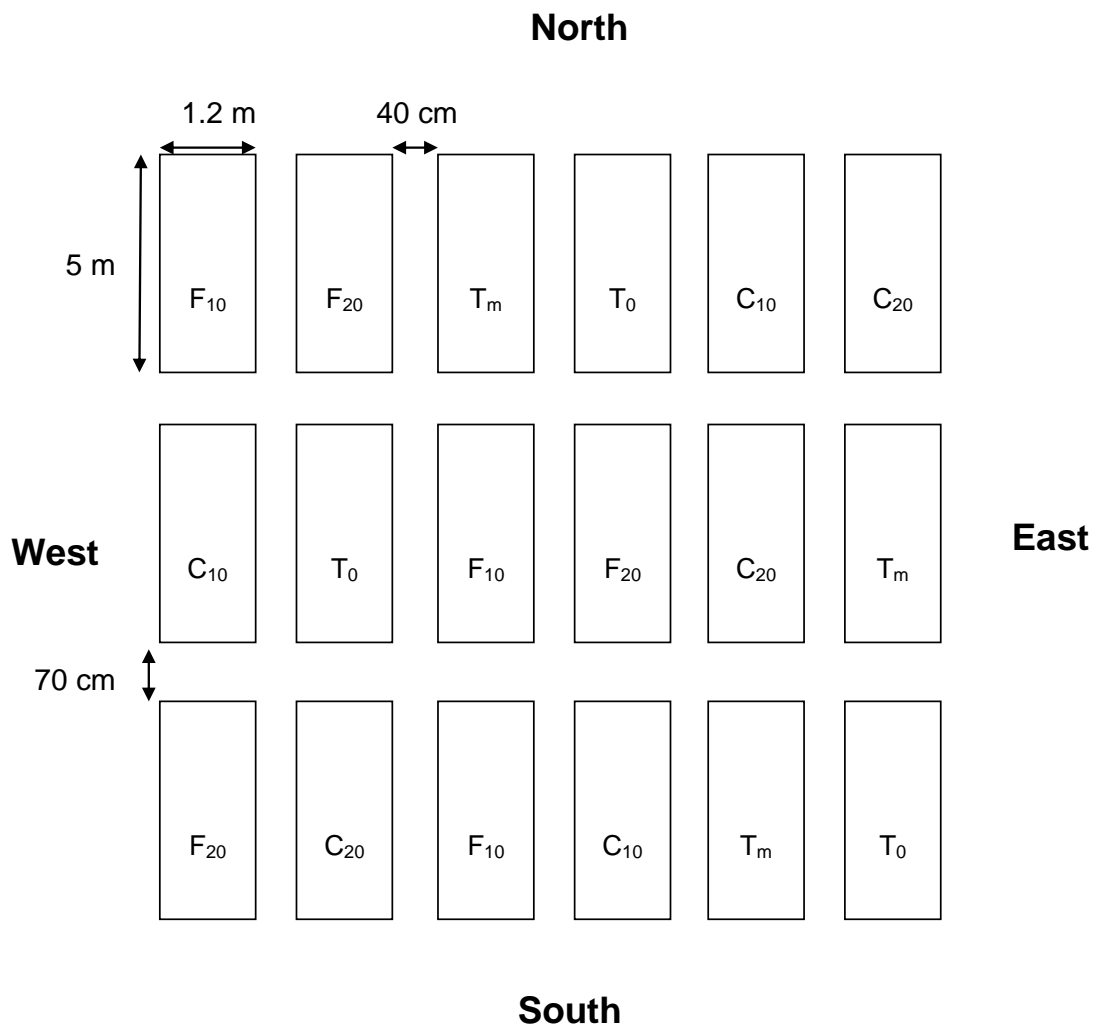 North
1.2 m 40 cm
5 m
F₁₀ F₂₀ Tₘ T₀ C₁₀ C₂₀
West
East
C₁₀ T₀ F₁₀ F₂₀ C₂₀ Tₘ
70 cm
F₂₀ C₂₀ F₁₀ C₁₀ Tₘ T₀
South